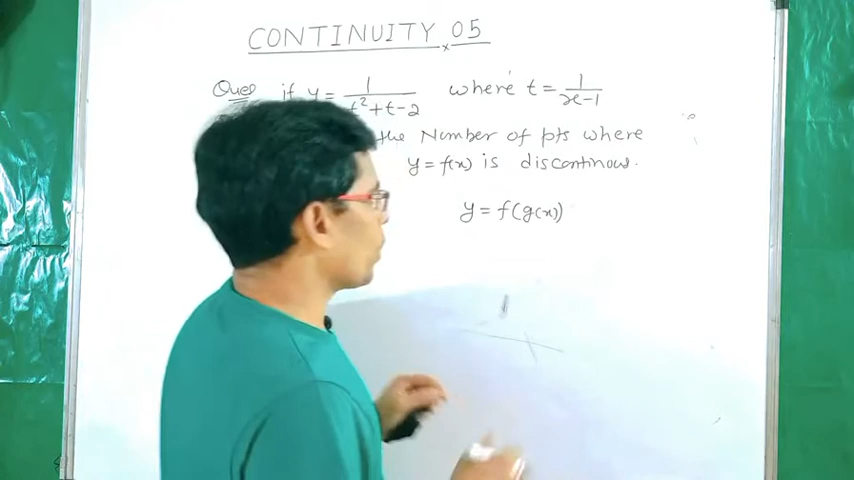 CONTINUITY 05
Ques if y = 1/(t²+t-2) where t = 1/(x-1)
the Number of pts where
y = f(x) is discontinous.
y = f(g(x))